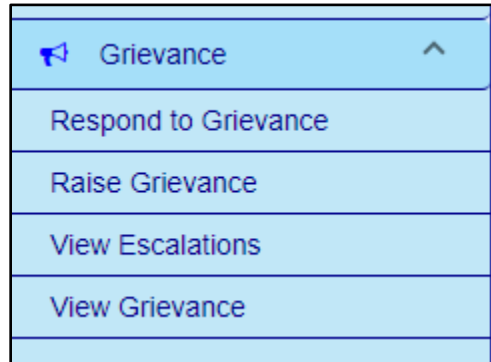 Grievance
Respond to Grievance
Raise Grievance
View Escalations
View Grievance